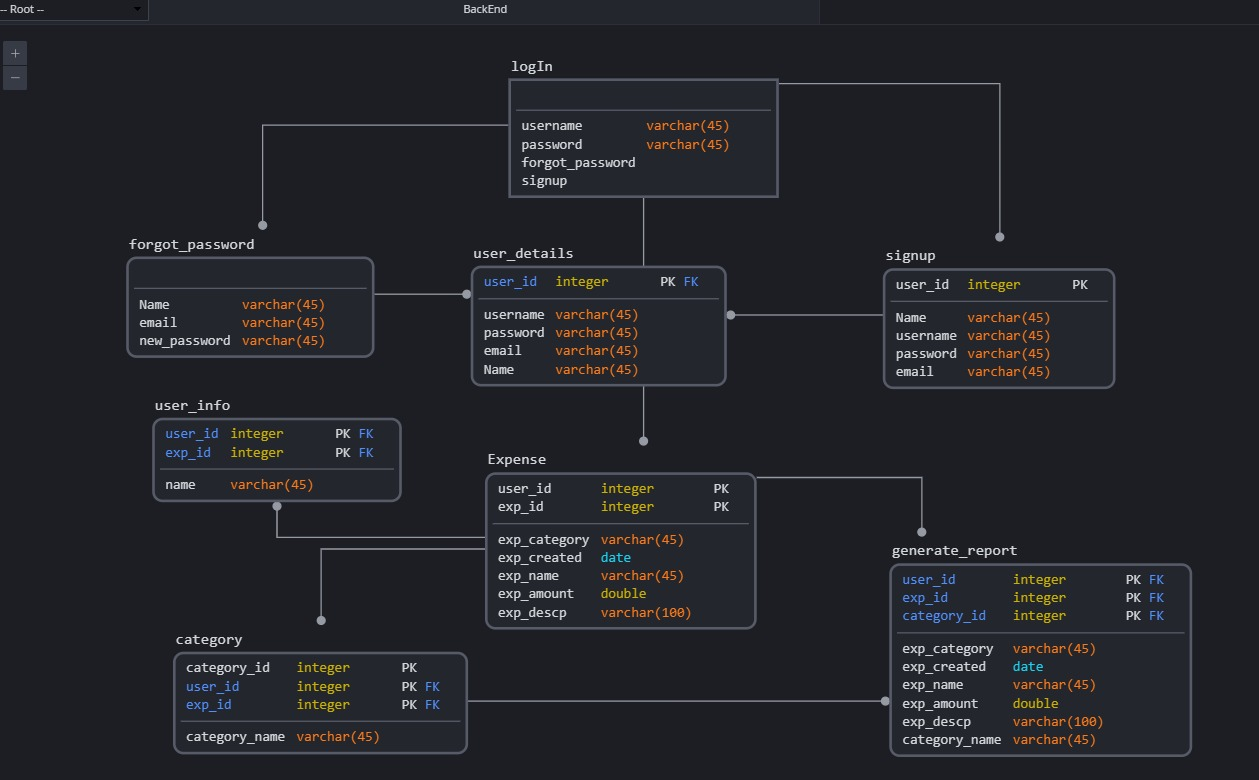 -- Root --
BackEnd
+
−
logIn
username varchar(45)
password varchar(45)
forgot_password
signup
forgot_password
Name varchar(45)
email varchar(45)
new_password varchar(45)
user_details
user_id integer PK FK
username varchar(45)
password varchar(45)
email varchar(45)
Name varchar(45)
signup
user_id integer PK
Name varchar(45)
username varchar(45)
password varchar(45)
email varchar(45)
user_info
user_id integer PK FK
exp_id integer PK FK
name varchar(45)
Expense
user_id integer PK
exp_id integer PK
exp_category varchar(45)
exp_created date
exp_name varchar(45)
exp_amount double
exp_descp varchar(100)
generate_report
user_id integer PK FK
exp_id integer PK FK
category_id integer PK FK
exp_category varchar(45)
exp_created date
exp_name varchar(45)
exp_amount double
exp_descp varchar(100)
category_name varchar(45)
category
category_id integer PK
user_id integer PK FK
exp_id integer PK FK
category_name varchar(45)